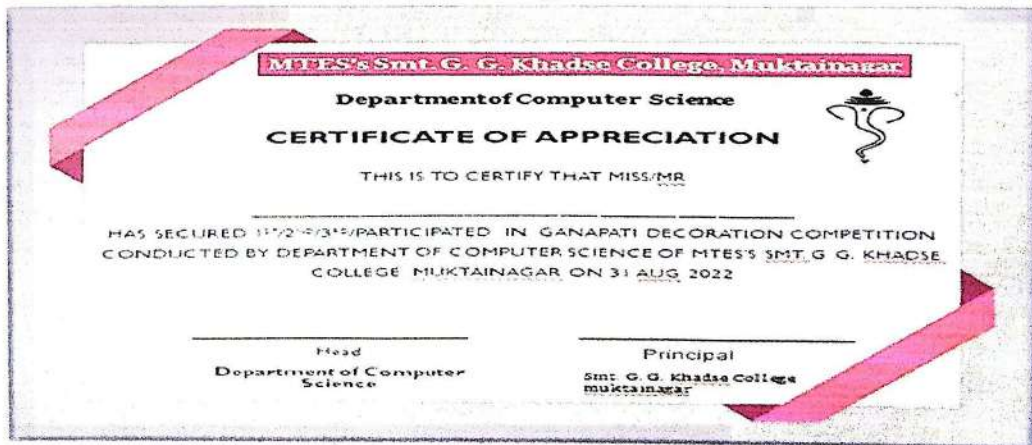 MTES's Smt. G. G. Khadse College, Muktainagar
Department of Computer Science
CERTIFICATE OF APPRECIATION
THIS IS TO CERTIFY THAT MISS/MR
HAS SECURED 1ST/2ND/3RD/PARTICIPATED IN GANAPATI DECORATION COMPETITION
CONDUCTED BY DEPARTMENT OF COMPUTER SCIENCE OF MTES'S SMT G G. KHADSE
COLLEGE MUKTAINAGAR ON 31 AUG 2022
Head
Department of Computer
Science
Principal
Smt. G. G. Khadse College
muktainagar